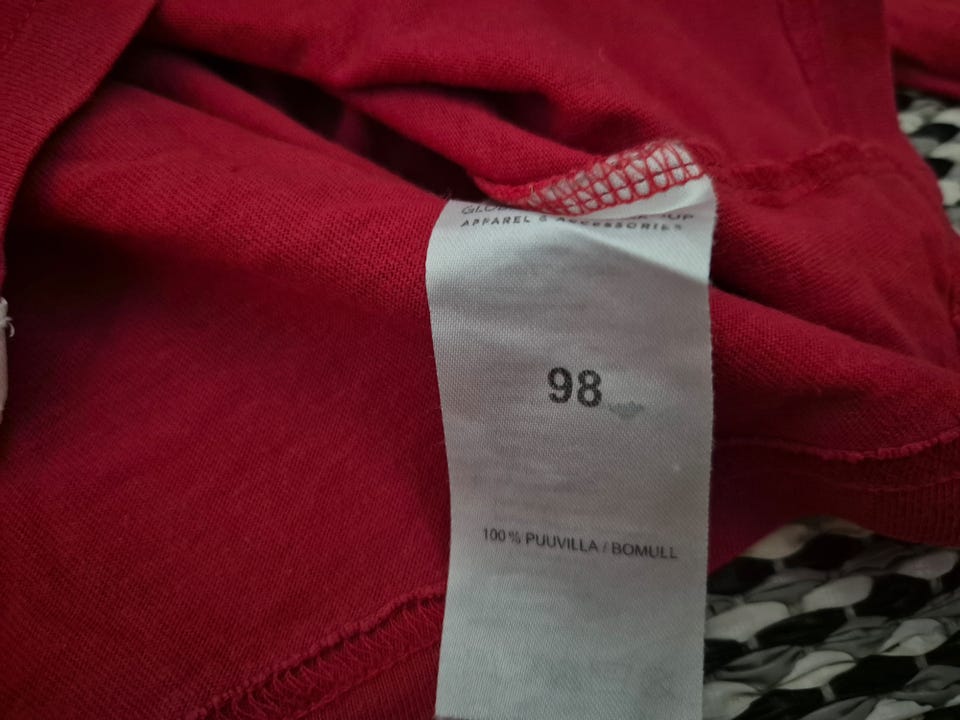 APPAREL & ACCESSORIES
98
100% PUUVILLA / BOMULL